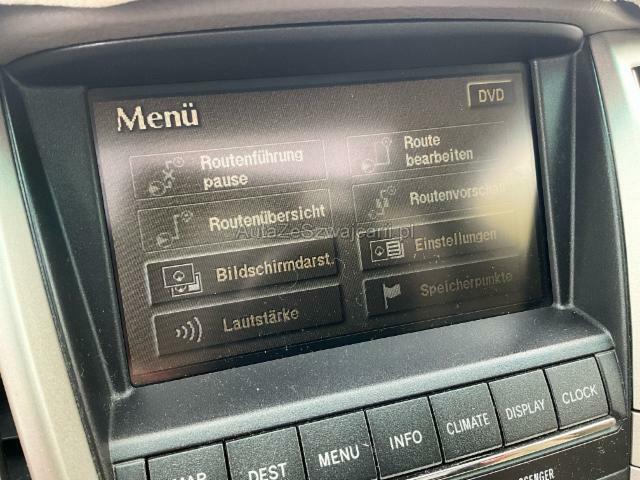 Menü
DVD
Routenführung
pause
Route
bearbeiten
Routenübersicht
Routenvorschau
Bildschirmdarst.
Einstellungen
Lautstärke
Speicherpunkte
AutaZeSzwajcarii.pl
MAP
DEST
MENU
INFO
CLIMATE
DISPLAY
CLOCK